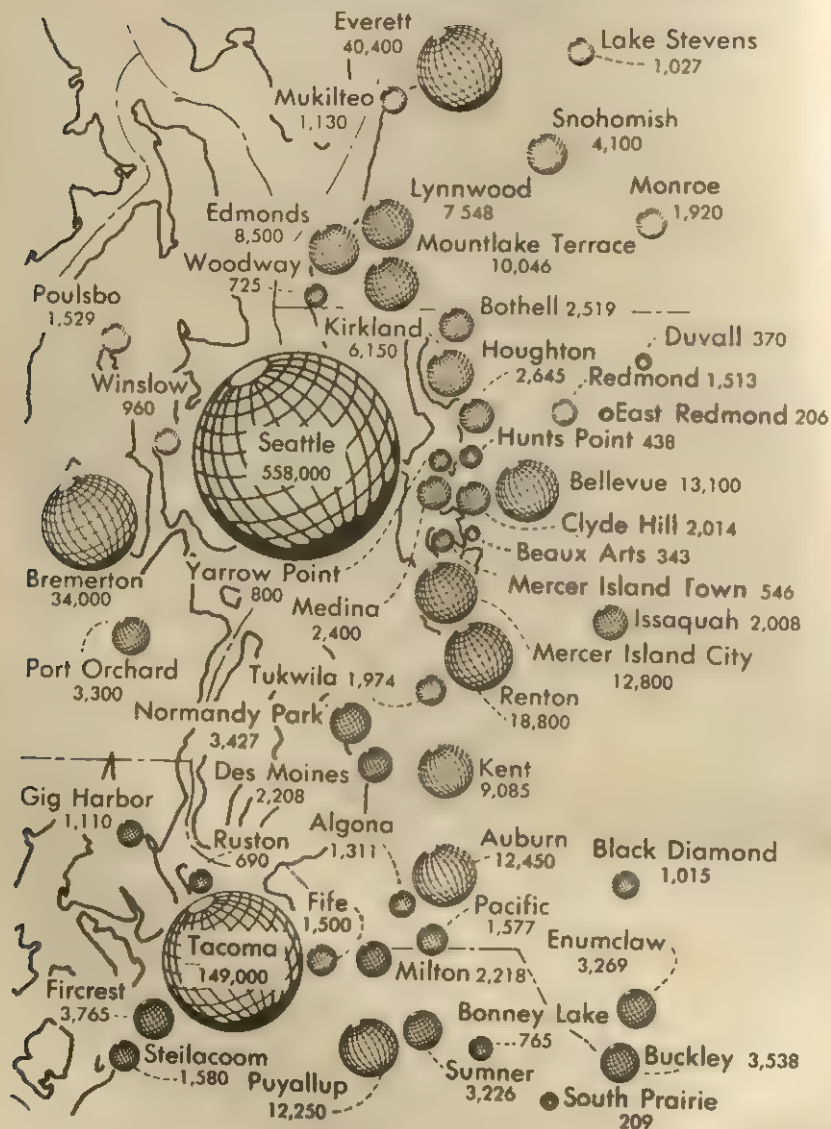 Everett
40,400
Lake Stevens
1,027
Mukilteo
1,130
Snohomish
4,100
Lynnwood
7 548
Monroe
1,920
Edmonds
8,500
Mountlake Terrace
10,046
Woodway
725
Poulsbo
1,529
Bothell 2,519
Kirkland
6,150
Duvall 370
Houghton
2,645
Redmond 1,513
Winslow
960
East Redmond 206
Seattle
558,000
Hunts Point 438
Bellevue 13,100
Clyde Hill 2,014
Beaux Arts 343
Bremerton
34,000
Yarrow Point
800
Mercer Island Town 546
Medina
2,400
Issaquah 2,008
Mercer Island City
12,800
Port Orchard
3,300
Tukwila 1,974
Renton
18,800
Normandy Park
3,427
Des Moines
2,208
Kent
9,085
Gig Harbor
1,110
Ruston
690
Algona
1,311
Auburn
12,450
Black Diamond
1,015
Fife
1,500
Pacific
1,577
Tacoma
149,000
Milton 2,218
Enumclaw
3,269
Fircrest
3,765
Bonney Lake
765
Steilacoom
1,580
Puyallup
12,250
Sumner
3,226
Buckley 3,538
South Prairie
209